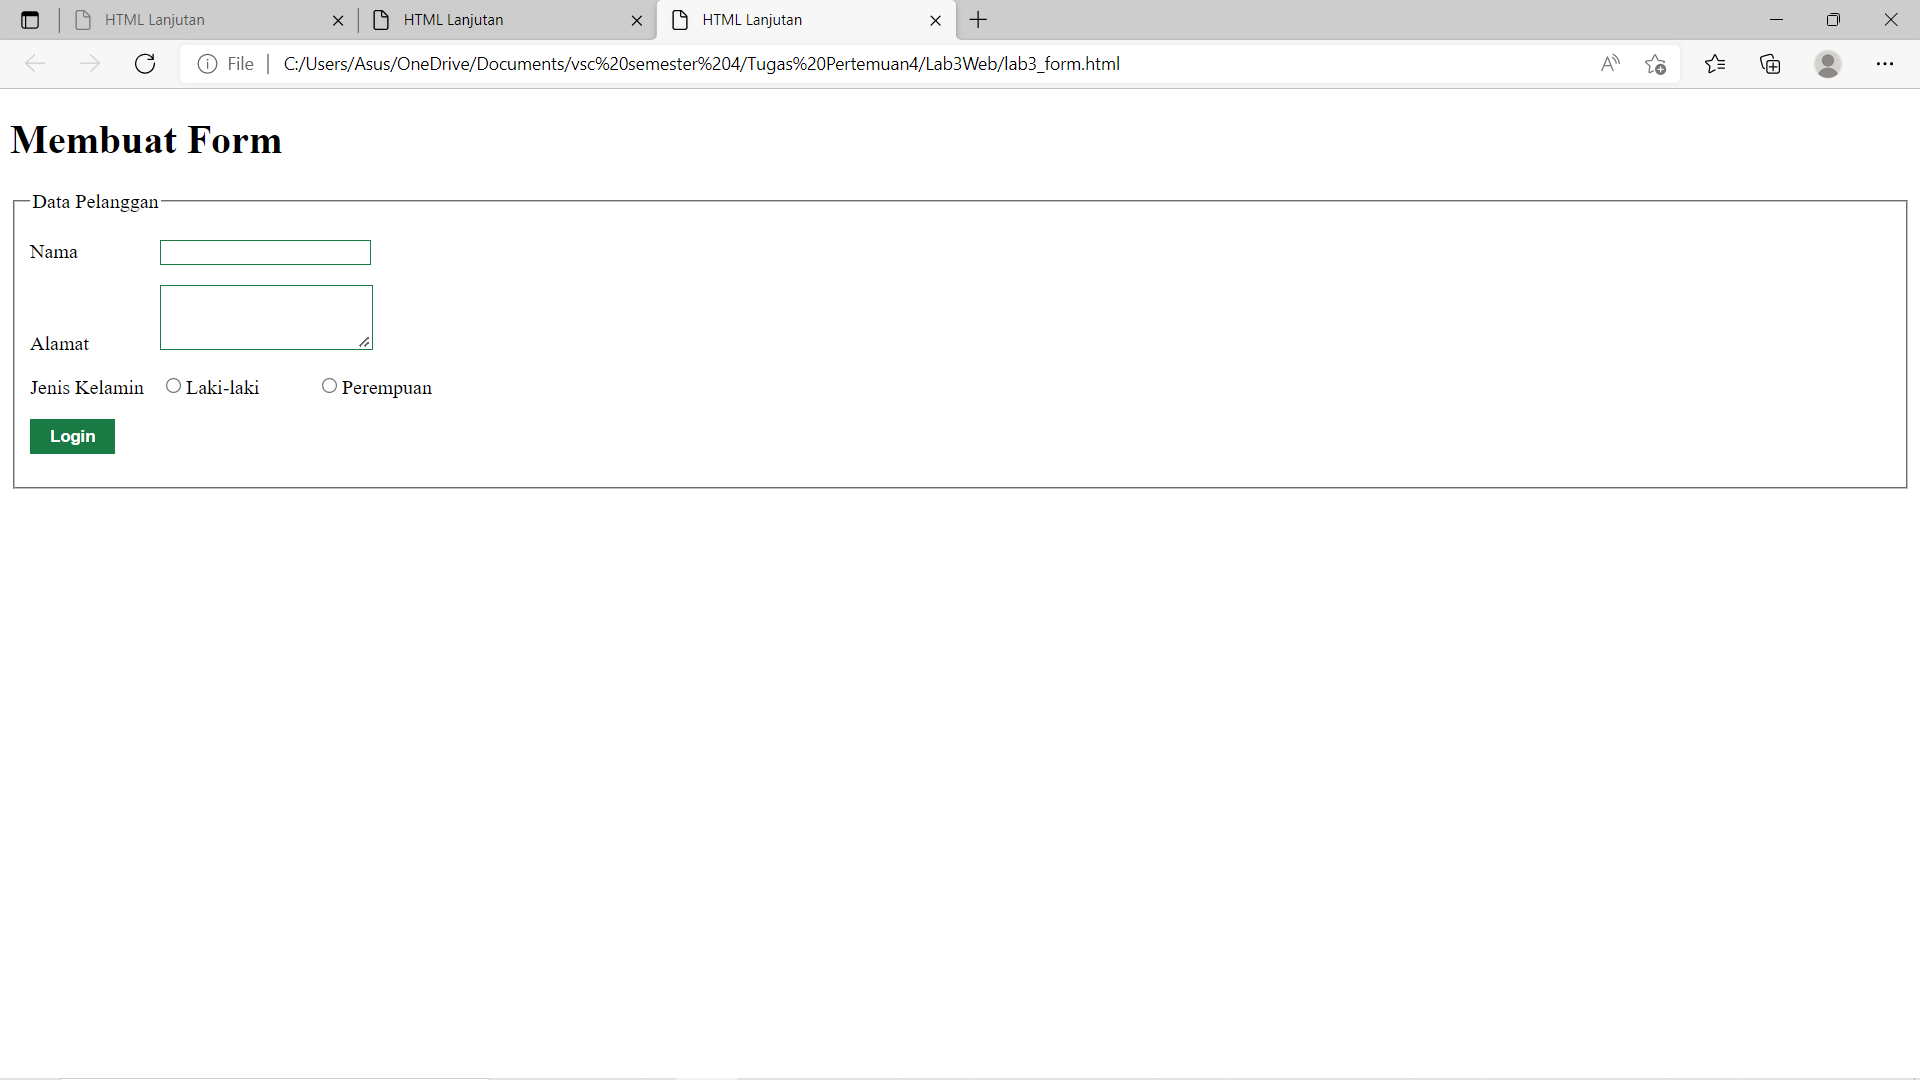 HTML Lanjutan
HTML Lanjutan
HTML Lanjutan
File
C:/Users/Asus/OneDrive/Documents/vsc%20semester%204/Tugas%20Pertemuan4/Lab3Web/lab3_form.html
Membuat Form
Data Pelanggan
Nama
Alamat
Jenis Kelamin Laki-laki Perempuan
Login